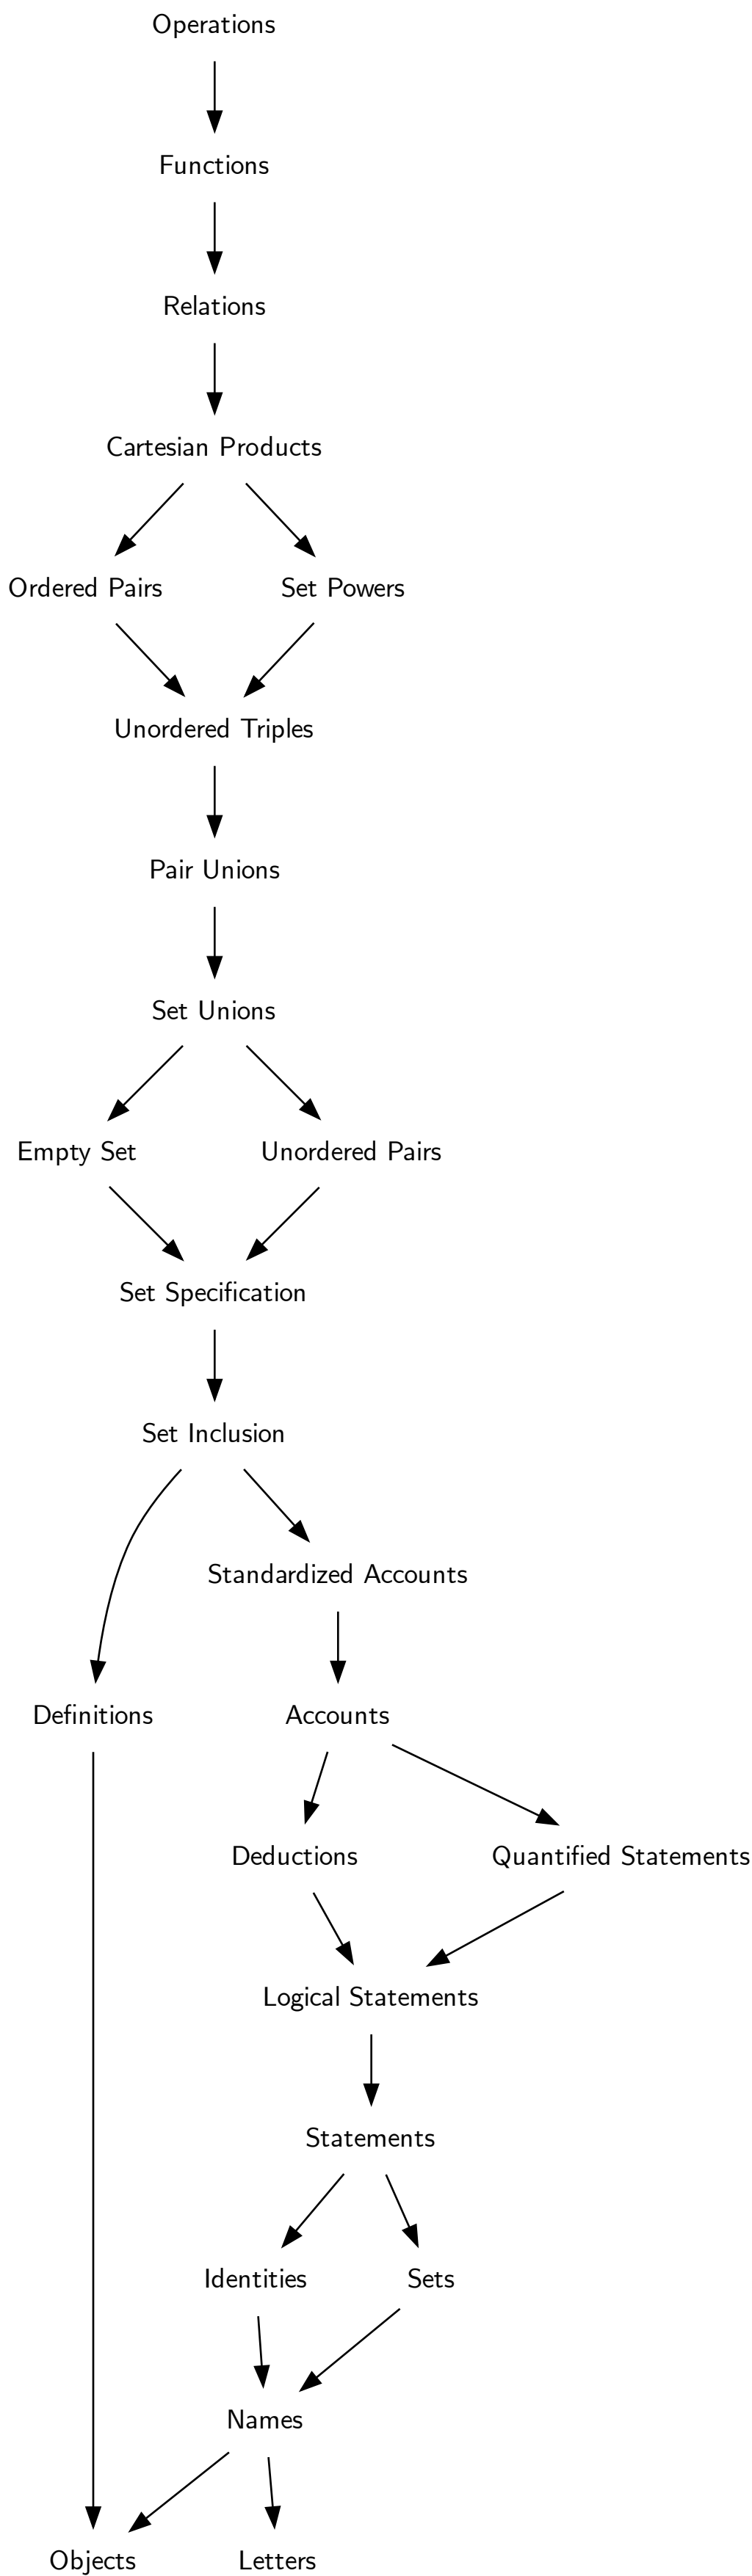 Operations
Functions
Relations
Cartesian Products
Ordered Pairs
Set Powers
Unordered Triples
Pair Unions
Set Unions
Empty Set
Unordered Pairs
Set Specification
Set Inclusion
Standardized Accounts
Definitions
Accounts
Deductions
Quantified Statements
Logical Statements
Statements
Identities
Sets
Names
Objects
Letters